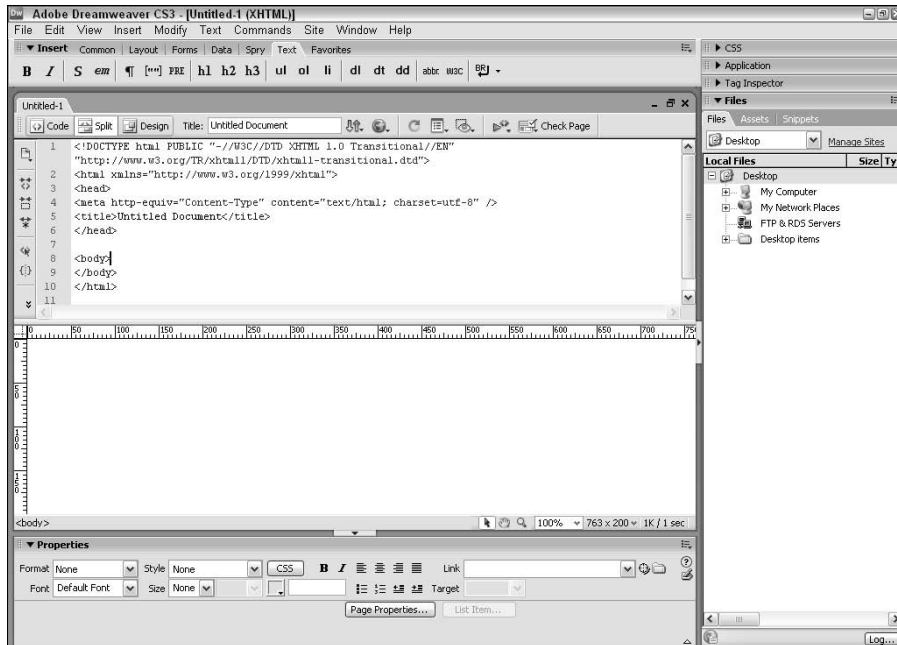 Dw Adobe Dreamweaver CS3 - [Untitled-1 (XHTML)]
File Edit View Insert Modify Text Commands Site Window Help
▼ Insert Common Layout Forms Data Spry Text Favorites
B I S em ¶ [""] PRE h1 h2 h3 ul ol li dl dt dd abbr. W3C BRJ
Untitled-1
Code Split Design Title: Untitled Document Check Page
1 <!DOCTYPE html PUBLIC "-//W3C//DTD XHTML 1.0 Transitional//EN"
"http://www.w3.org/TR/xhtml1/DTD/xhtml1-transitional.dtd">
2 <html xmlns="http://www.w3.org/1999/xhtml">
3 <head>
4 <meta http-equiv="Content-Type" content="text/html; charset=utf-8" />
5 <title>Untitled Document</title>
6 </head>
7
8 <body>
9 </body>
10 </html>
11
0 50 100 150 200 250 300 350 400 450 500 550 600 650 700 750
0
50
100
150
<body> 100% 763 x 200 1K / 1 sec
▼ Properties
Format None Style None CSS B I Link
Font Default Font Size None Target
Page Properties... List Item...
CSS
Application
Tag Inspector
▼ Files
Files Assets Snippets
Desktop Manage Sites
Local Files Size Ty
Desktop
My Computer
My Network Places
FTP & RDS Servers
Desktop items
Log...